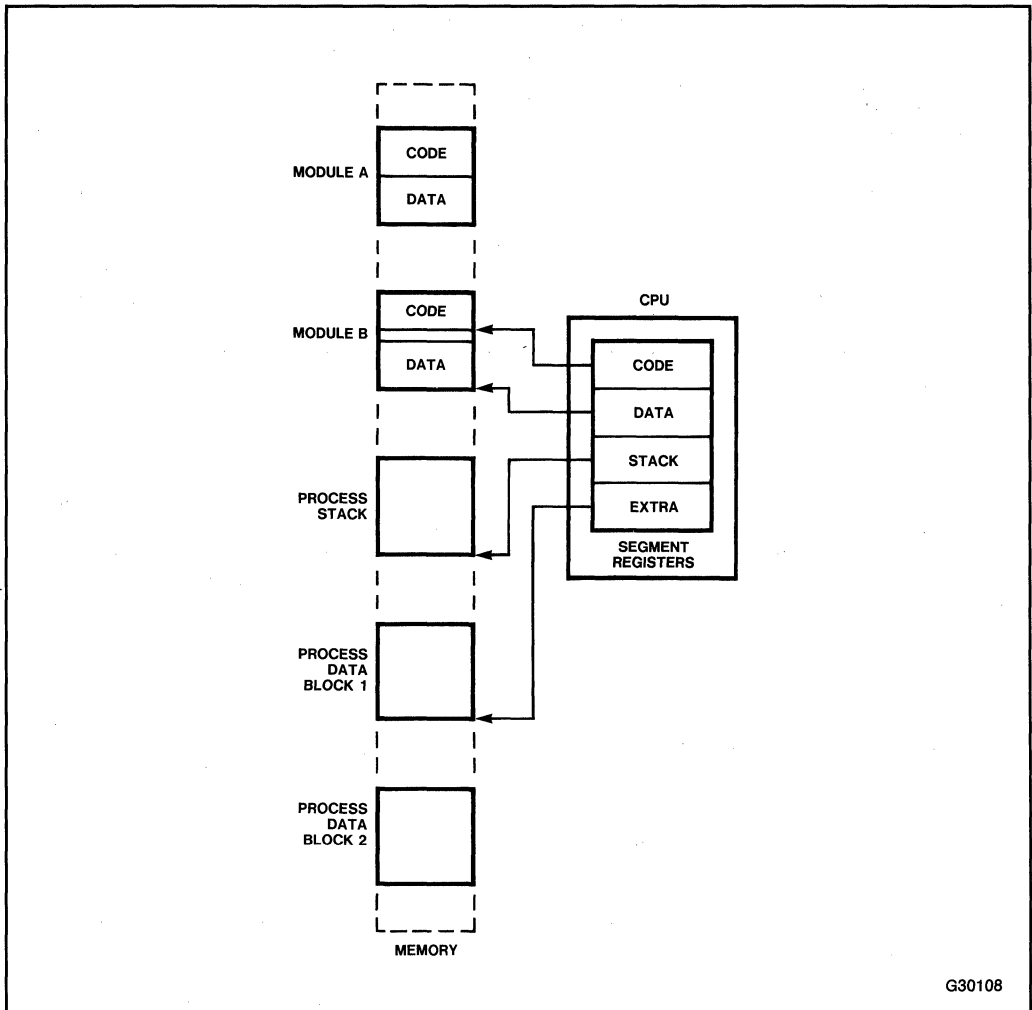 CODE
MODULE A
DATA
CODE
MODULE B
DATA
CPU
CODE
DATA
STACK
EXTRA
SEGMENT
REGISTERS
PROCESS
STACK
PROCESS
DATA
BLOCK 1
PROCESS
DATA
BLOCK 2
MEMORY
G30108